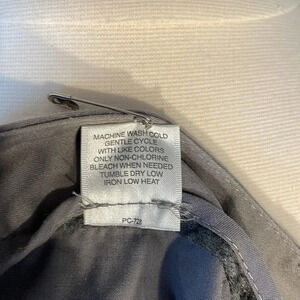 MACHINE WASH COLD
GENTLE CYCLE
WITH LIKE COLORS
ONLY NON-CHLORINE
BLEACH WHEN NEEDED
TUMBLE DRY LOW
IRON LOW HEAT
PC-728